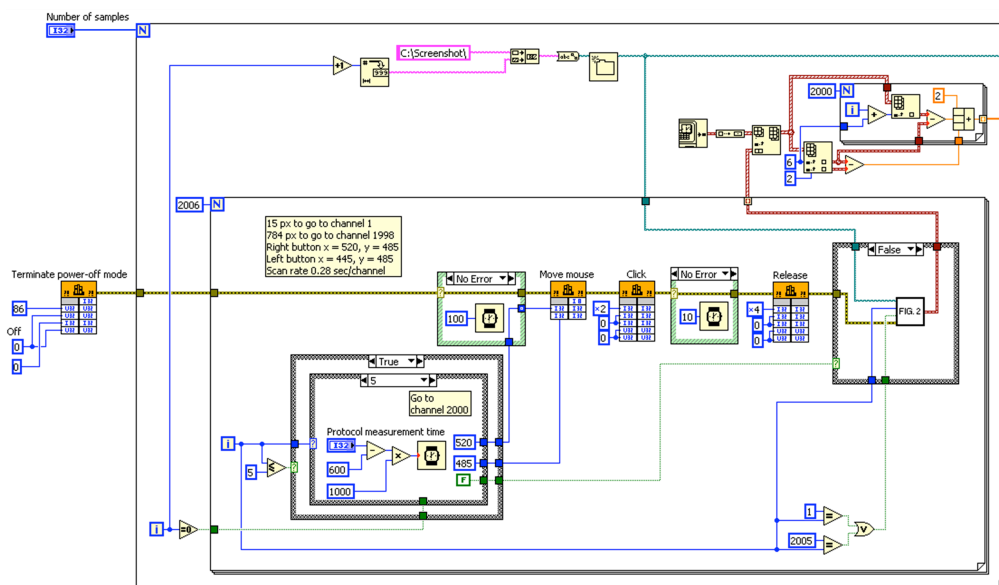 Number of samples
I32
N
+1
C:\Screenshot\
2000
N
2
i
+
-
+
6
2
-
2006
N
15 px to go to channel 1
784 px to go to channel 1998
Right button x = 520, y = 485
Left button x = 445, y = 485
Scan rate 0.28 sec/channel
False
Terminate power-off mode
No Error
Move mouse
Click
No Error
Release
86
Off
0
0
100
×2
0
0
10
×4
0
0
FIG. 2
True
5
Go to
channel 2000
Protocol measurement time
I32
600
1000
520
485
F
i
5
i
=0
1
=
2005
=
V